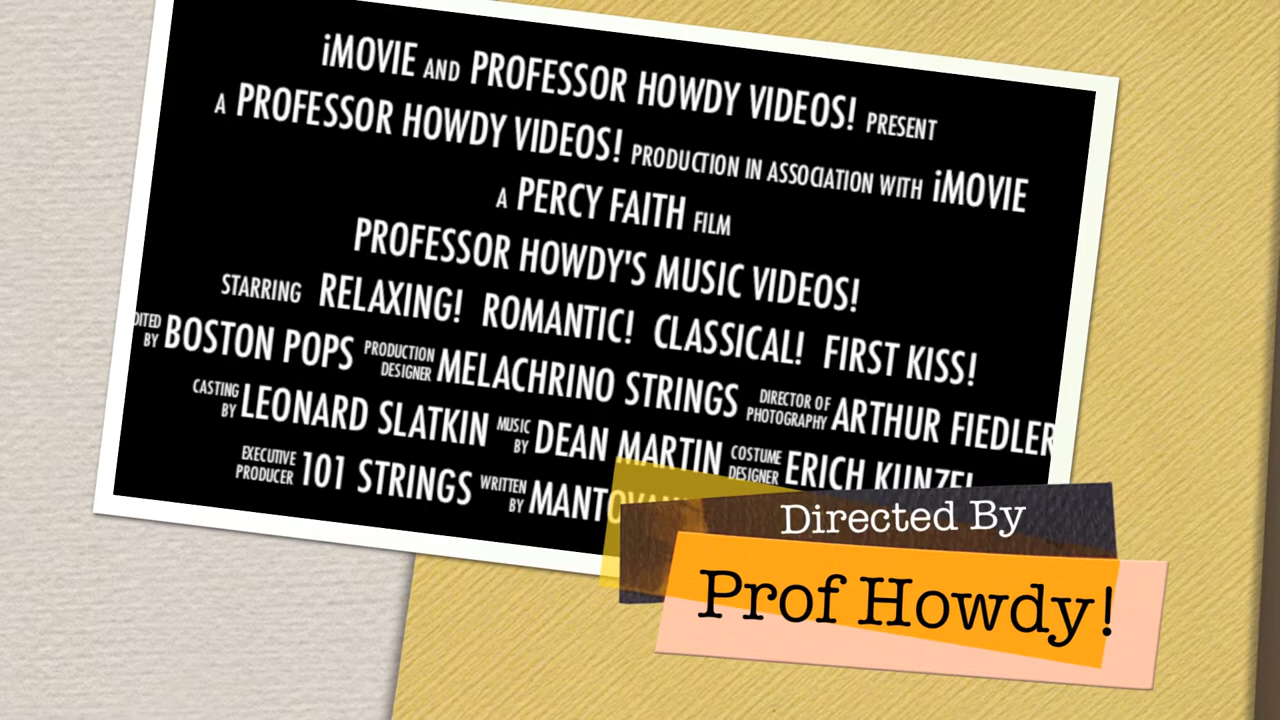 iMOVIE AND PROFESSOR HOWDY VIDEOS! PRESENT
A PROFESSOR HOWDY VIDEOS! PRODUCTION IN ASSOCIATION WITH iMOVIE
A PERCY FAITH FILM
PROFESSOR HOWDY'S MUSIC VIDEOS!
STARRING RELAXING! ROMANTIC! CLASSICAL! FIRST KISS!
BY BOSTON POPS PRODUCTION DESIGNER MELACHRINO STRINGS DIRECTOR OF PHOTOGRAPHY ARTHUR FIEDLER
CASTING BY LEONARD SLATKIN MUSIC BY DEAN MARTIN COSTUME DESIGNER ERICH KUNZEL
EXECUTIVE PRODUCER 101 STRINGS WRITTEN BY
Directed By
Prof Howdy!